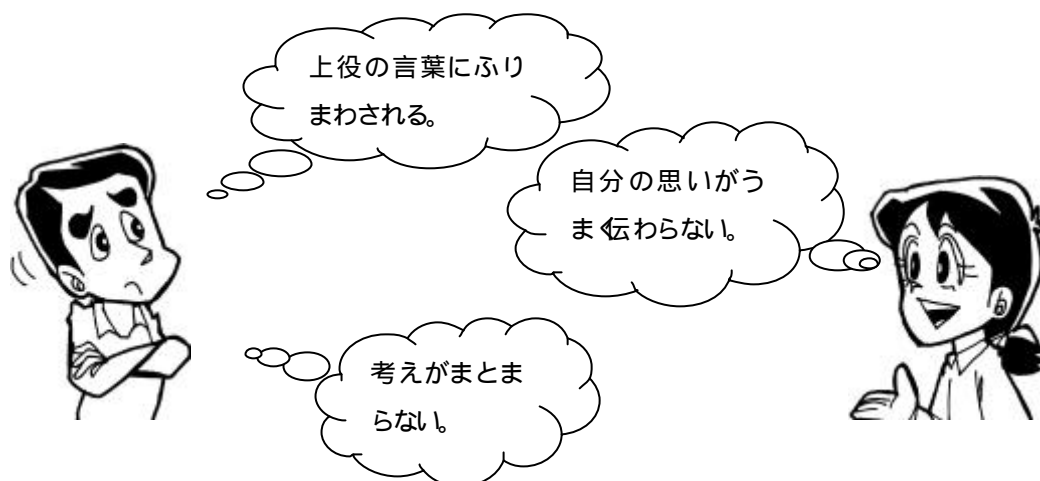 上役の言葉にふり
まわされる。
自分の思いがう
まく伝わらない。
考えがまとま
らない。